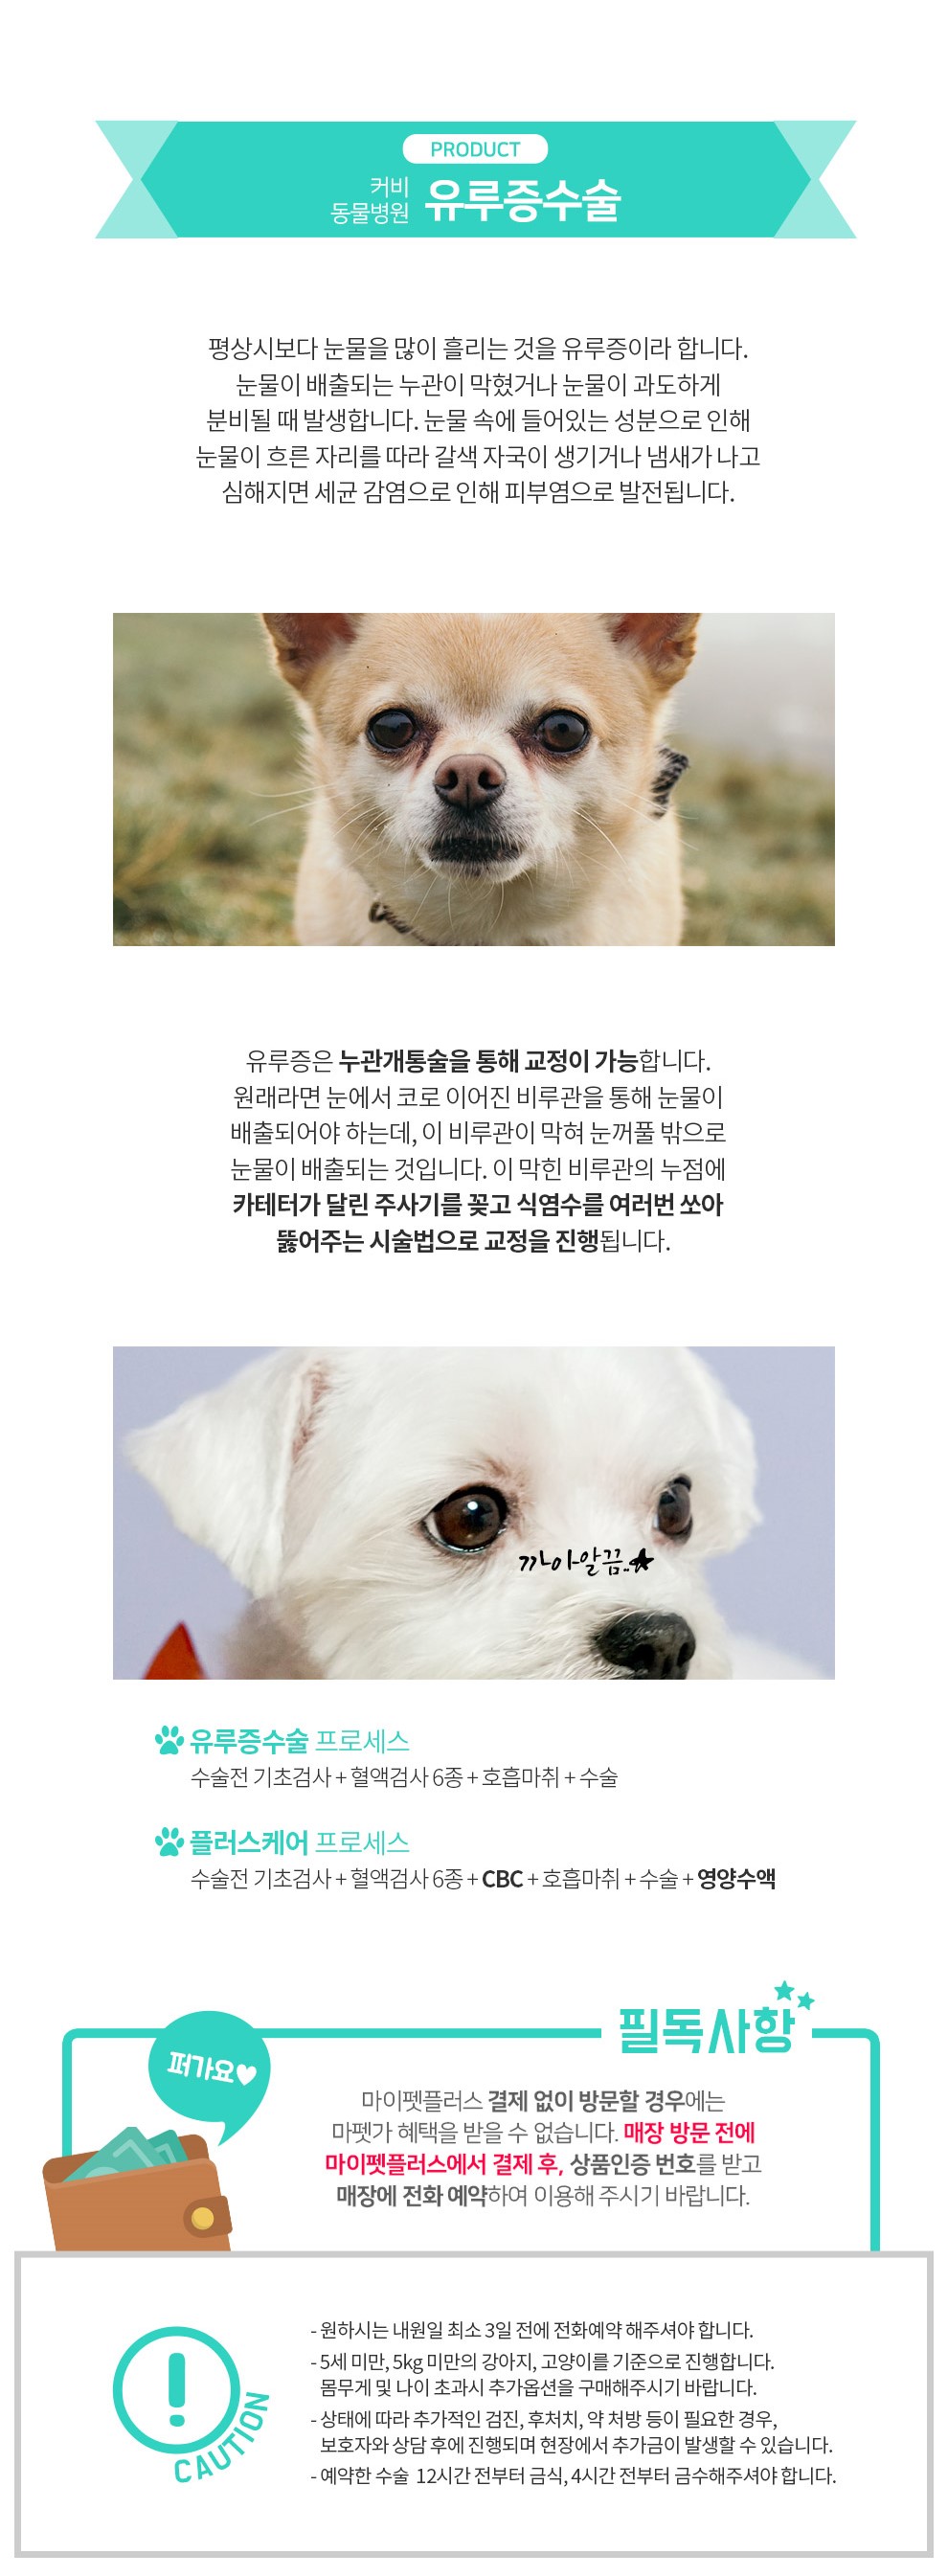 PRODUCT
커비
동물병원
유루증수술
평상시보다 눈물을 많이 흘리는 것을 유루증이라 합니다.
눈물이 배출되는 누관이 막혔거나 눈물이 과도하게
분비될 때 발생합니다. 눈물 속에 들어있는 성분으로 인해
눈물이 흐른 자리를 따라 갈색 자국이 생기거나 냄새가 나고
심해지면 세균 감염으로 인해 피부염으로 발전됩니다.
유루증은 누관개통술을 통해 교정이 가능합니다.
원래라면 눈에서 코로 이어진 비루관을 통해 눈물이
배출되어야 하는데, 이 비루관이 막혀 눈꺼풀 밖으로
눈물이 배출되는 것입니다. 이 막힌 비루관의 누점에
카테터가 달린 주사기를 꽂고 식염수를 여러번 쏘아
뚫어주는 시술법으로 교정을 진행됩니다.
까아알끔..★
유루증수술 프로세스
수술전 기초검사 + 혈액검사 6종 + 호흡마취 + 수술
플러스케어 프로세스
수술전 기초검사 + 혈액검사 6종 + CBC + 호흡마취 + 수술 + 영양수액
필독사항
퍼가요♥
마이펫플러스 결제 없이 방문할 경우에는
마펫가 혜택을 받을 수 없습니다. 매장 방문 전에
마이펫플러스에서 결제 후, 상품인증 번호를 받고
매장에 전화 예약하여 이용해 주시기 바랍니다.
CAUTION
- 원하시는 내원일 최소 3일 전에 전화예약 해주셔야 합니다.
- 5세 미만, 5kg 미만의 강아지, 고양이를 기준으로 진행합니다.
몸무게 및 나이 초과시 추가옵션을 구매해주시기 바랍니다.
- 상태에 따라 추가적인 검진, 후처치, 약 처방 등이 필요한 경우,
보호자와 상담 후에 진행되며 현장에서 추가금이 발생할 수 있습니다.
- 예약한 수술 12시간 전부터 금식, 4시간 전부터 금수해주셔야 합니다.